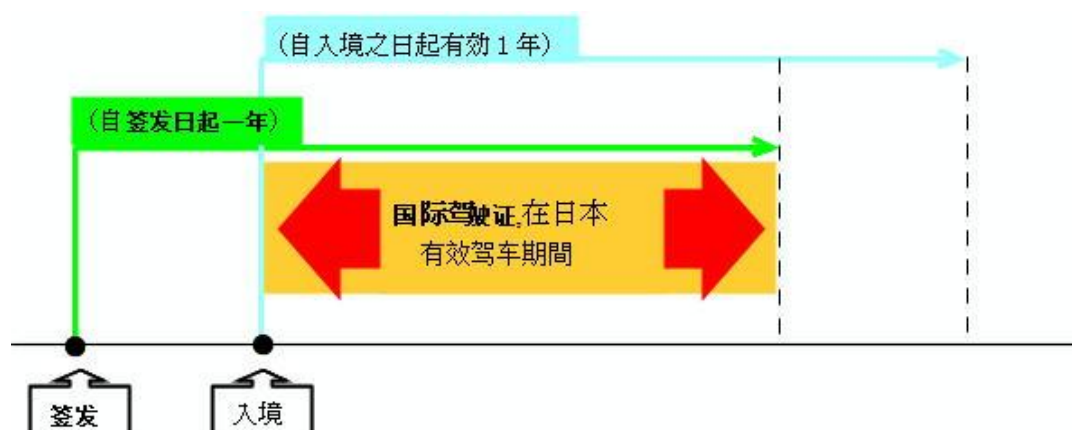 （自入境之日起有効１年）
（自签发日起一年）
国际驾驶证,在日本
有效驾车期間
签发
入境